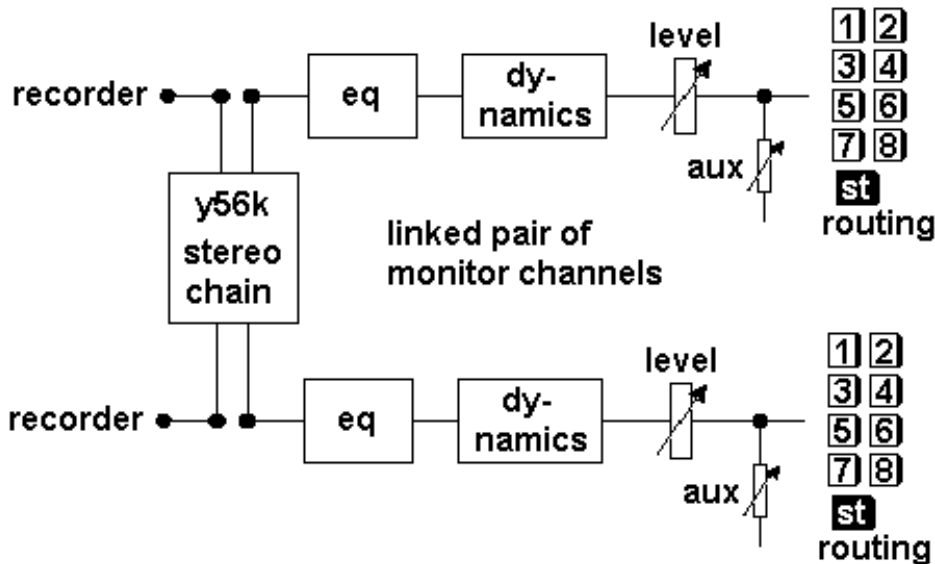 level
1 2
3 4
5 6
7 8
st
routing
recorder
eq
dy-
namics
aux
y56k
stereo
chain
linked pair of
monitor channels
level
1 2
3 4
5 6
7 8
st
routing
recorder
eq
dy-
namics
aux